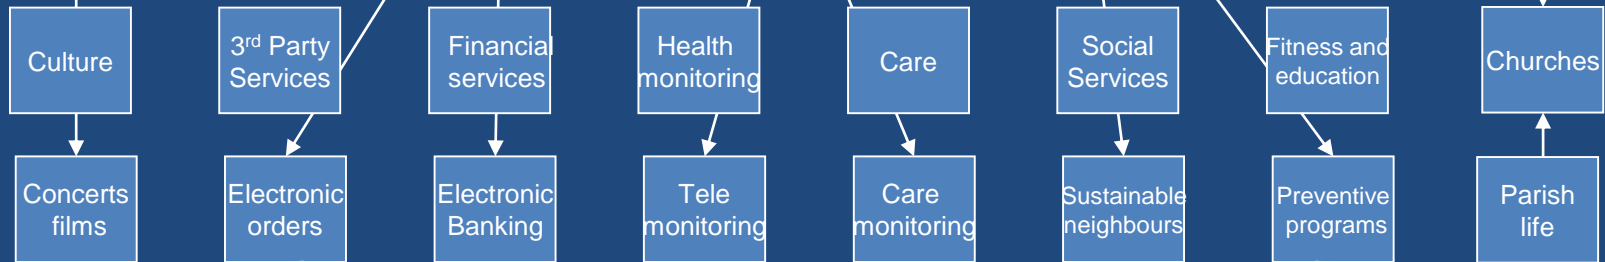 Culture
3rd Party
Services
Financial
services
Health
monitoring
Care
Social
Services
Fitness and
education
Churches
Concerts
films
Electronic
orders
Electronic
Banking
Tele
monitoring
Care
monitoring
Sustainable
neighbours
Preventive
programs
Parish
life